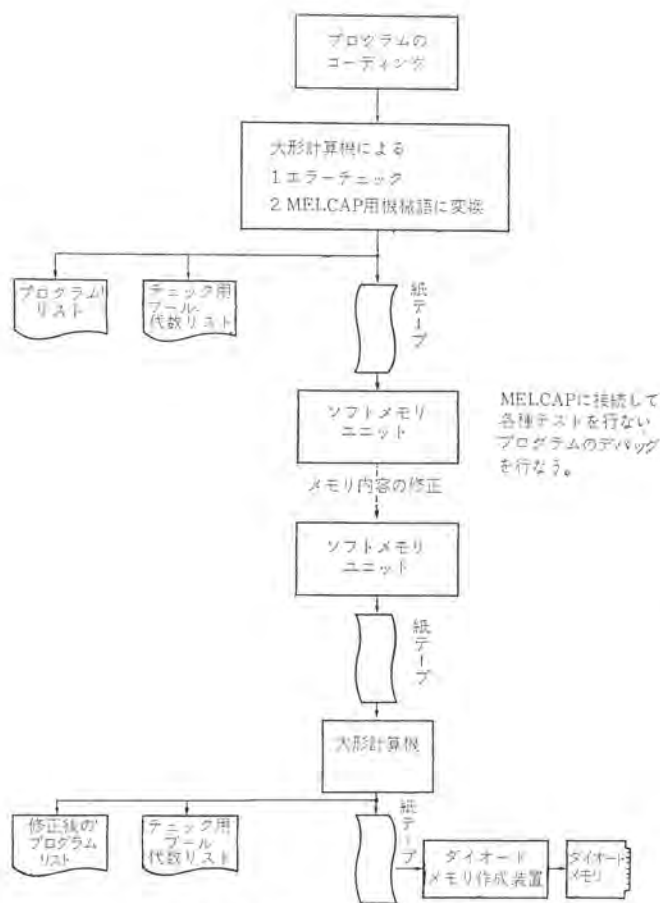 プログラムの
コーディング
大形計算機による
1 エラーチェック
2 MELCAP用機械語に変換
プログラム
リスト
チェック用
ブール
代数リスト
紙テープ
ソフトメモリ
ユニット
MELCAPに接続して
各種テストを行ない
プログラムのデバッグ
を行なう。
メモリ内容の修正
ソフトメモリ
ユニット
紙テープ
大形計算機
修正後の
プログラム
リスト
チェック用
ブール
代数リスト
紙テープ
ダイオード
メモリ作成装置
ダイオード
メモリ